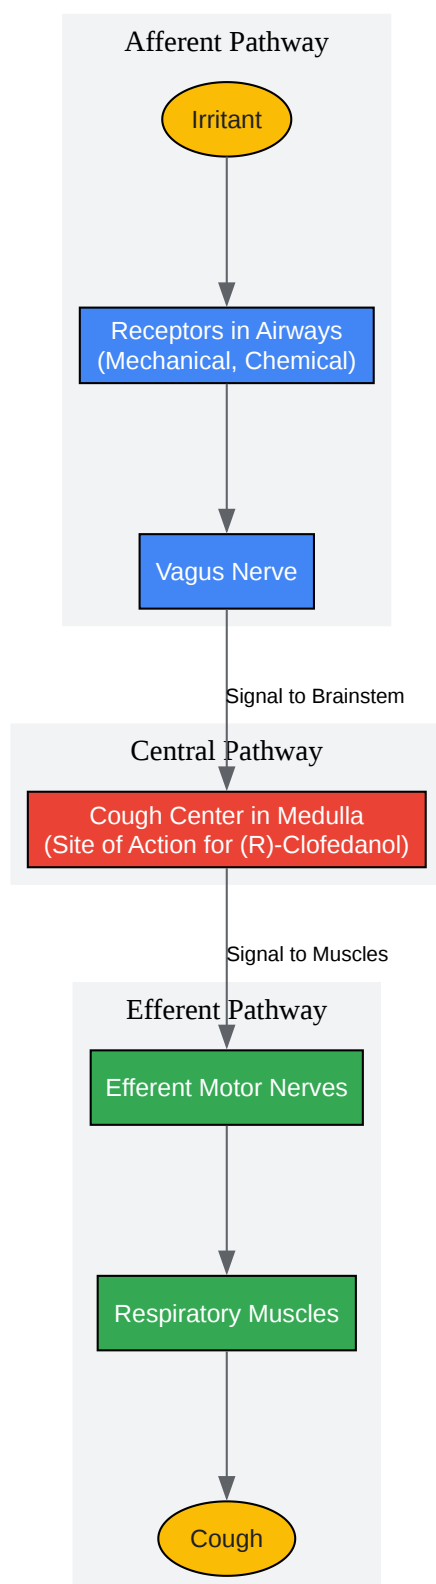 Afferent Pathway
Irritant
Receptors in Airways
(Mechanical, Chemical)
Vagus Nerve
Signal to Brainstem
Central Pathway
Cough Center in Medulla
(Site of Action for (R)-Clofedanol)
Signal to Muscles
Efferent Pathway
Efferent Motor Nerves
Respiratory Muscles
Cough